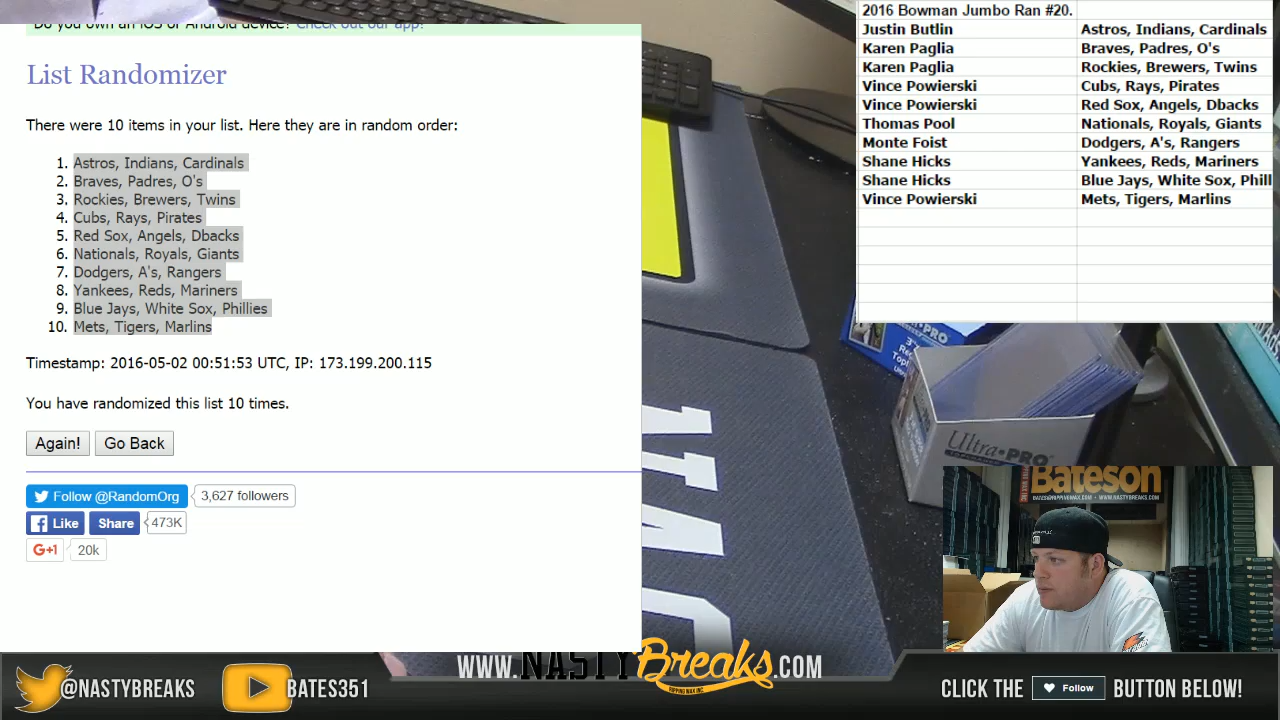 Do you own an iOS or Android device? Check out our app!
List Randomizer
There were 10 items in your list. Here they are in random order:
1. Astros, Indians, Cardinals
2. Braves, Padres, O's
3. Rockies, Brewers, Twins
4. Cubs, Rays, Pirates
5. Red Sox, Angels, Dbacks
6. Nationals, Royals, Giants
7. Dodgers, A's, Rangers
8. Yankees, Reds, Mariners
9. Blue Jays, White Sox, Phillies
10. Mets, Tigers, Marlins
Timestamp: 2016-05-02 00:51:53 UTC, IP: 173.199.200.115
You have randomized this list 10 times.
Again! Go Back
Follow @RandomOrg 3,627 followers
Like Share 473K
G+1 20k
2016 Bowman Jumbo Ran #20.
Justin Butlin Astros, Indians, Cardinals
Karen Paglia Braves, Padres, O's
Karen Paglia Rockies, Brewers, Twins
Vince Powierski Cubs, Rays, Pirates
Vince Powierski Red Sox, Angels, Dbacks
Thomas Pool Nationals, Royals, Giants
Monte Foist Dodgers, A's, Rangers
Shane Hicks Yankees, Reds, Mariners
Shane Hicks Blue Jays, White Sox, Phill
Vince Powierski Mets, Tigers, Marlins
Ultra·PRO
Bateson
@NASTYBREAKS
BATES351
WWW.NASTYBreaks.COM
RIPPING WAX INC.
CLICK THE Follow BUTTON BELOW!